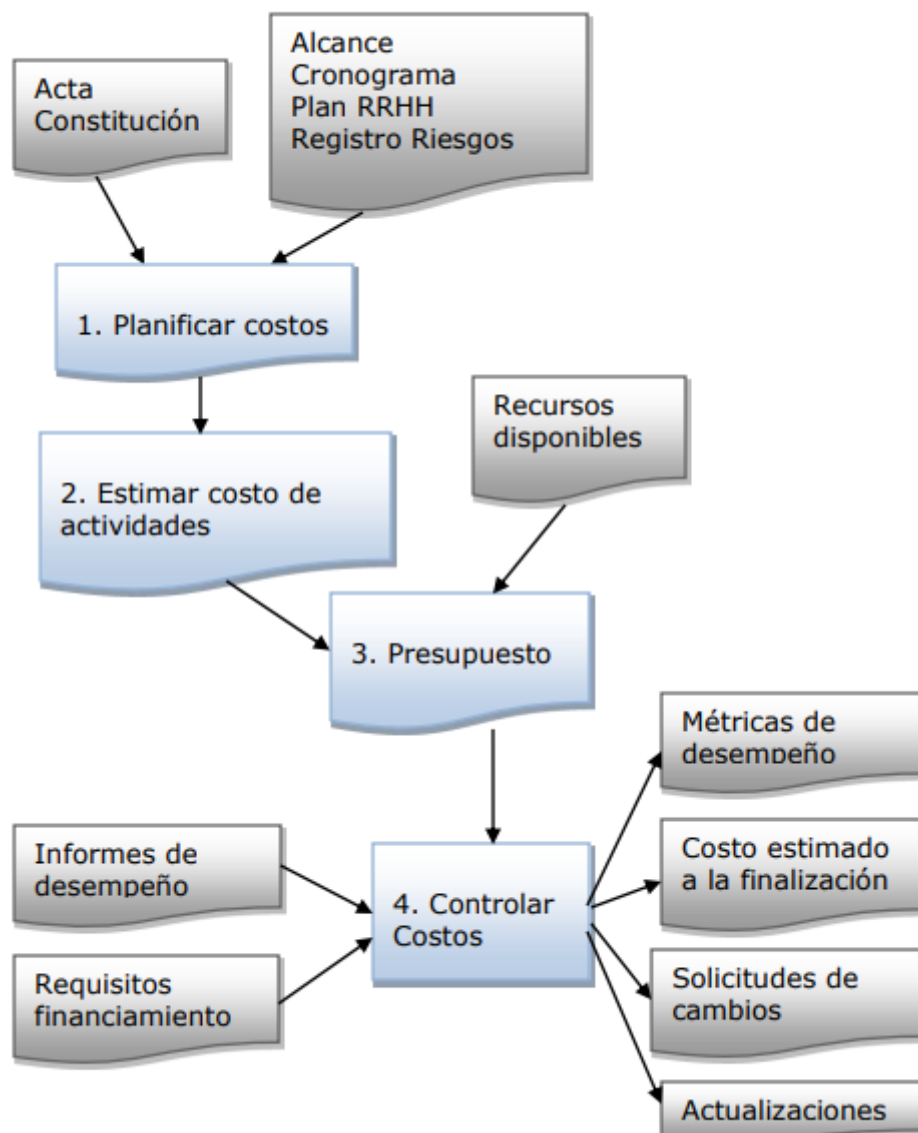 Acta
Constitución
Alcance
Cronograma
Plan RRHH
Registro Riesgos
1. Planificar costos
2. Estimar costo de
actividades
Recursos
disponibles
3. Presupuesto
Informes de
desempeño
Requisitos
financiamiento
4. Controlar
Costos
Métricas de
desempeño
Costo estimado
a la finalización
Solicitudes de
cambios
Actualizaciones